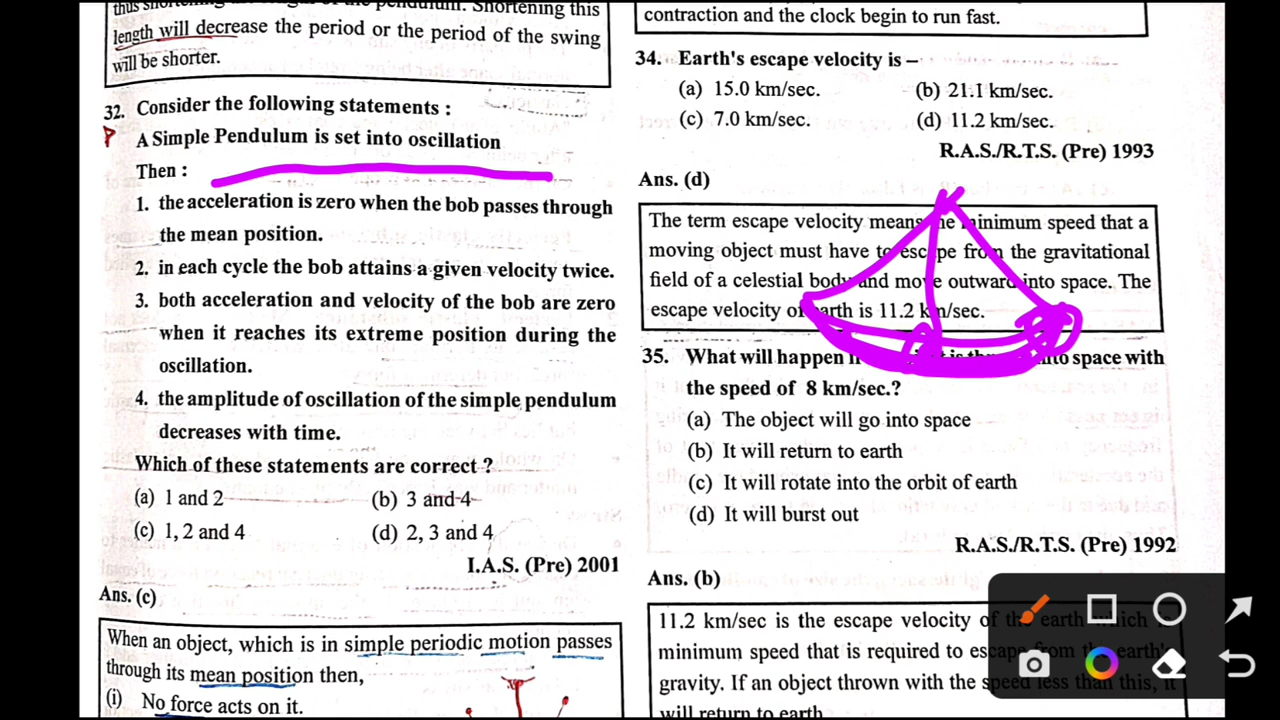 thus shortening the length of the pendulum. Shortening this
length will decrease the period or the period of the swing
will be shorter.
32. Consider the following statements :
A Simple Pendulum is set into oscillation
Then :
1. the acceleration is zero when the bob passes through
the mean position.
2. in each cycle the bob attains a given velocity twice.
3. both acceleration and velocity of the bob are zero
when it reaches its extreme position during the
oscillation.
4. the amplitude of oscillation of the simple pendulum
decreases with time.
Which of these statements are correct ?
(a) 1 and 2 (b) 3 and 4
(c) 1, 2 and 4 (d) 2, 3 and 4
I.A.S. (Pre) 2001
Ans. (c)
When an object, which is in simple periodic motion passes
through its mean position then,
(i) No force acts on it.
contraction and the clock begin to run fast.
34. Earth's escape velocity is –
(a) 15.0 km/sec. (b) 21.1 km/sec.
(c) 7.0 km/sec. (d) 11.2 km/sec.
R.A.S./R.T.S. (Pre) 1993
Ans. (d)
The term escape velocity means the minimum speed that a
moving object must have to escape from the gravitational
field of a celestial body and move outward into space. The
escape velocity of earth is 11.2 km/sec.
35. What will happen into space with
the speed of 8 km/sec.?
(a) The object will go into space
(b) It will return to earth
(c) It will rotate into the orbit of earth
(d) It will burst out
R.A.S./R.T.S. (Pre) 1992
Ans. (b)
11.2 km/sec is the escape velocity of the earth which
minimum speed that is required to escape from the earth's
gravity. If an object thrown with the speed less than this, it
will return to earth